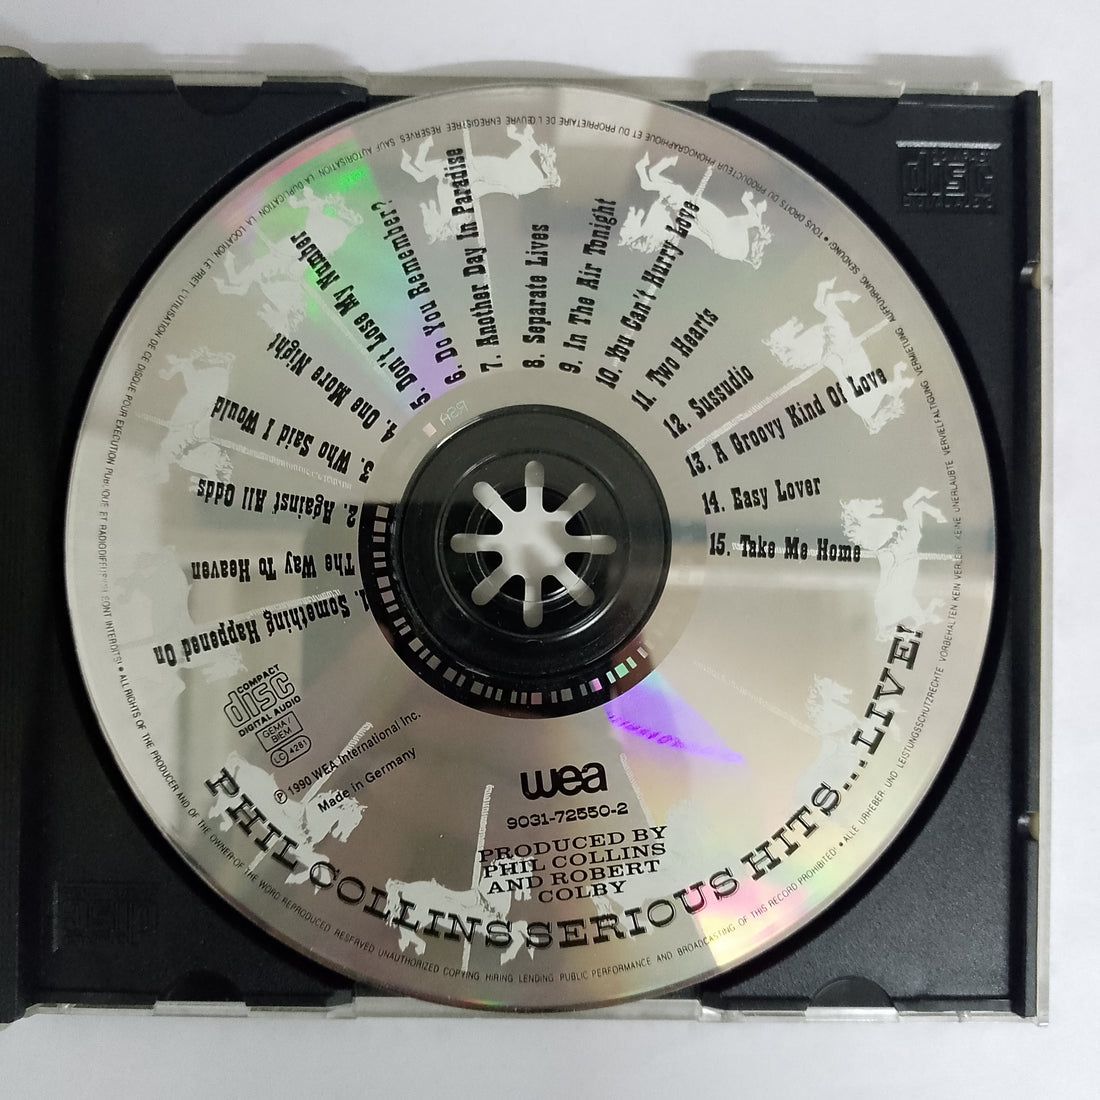 1. Something Happened On
The Way To Heaven
2. Against All Odds
3. Who Said I Would
4. One More Night
5. Don't Lose My Number
6. Do You Remember?
7. Another Day In Paradise
8. Separate Lives
9. In The Air Tonight
10. You Can't Hurry Love
11. Two Hearts
12. Sussudio
13. A Groovy Kind Of Love
14. Easy Lover
15. Take Me Home
COMPACT
disc
DIGITAL AUDIO
GEMA/
BIEM
LC 4281
℗ 1990 WEA International Inc.
Made in Germany
wea
9031-72550-2
PRODUCED BY
PHIL COLLINS
AND ROBERT
COLBY
PHIL COLLINS SERIOUS HITS...LIVE!
• ALL RIGHTS OF THE PRODUCER AND OF THE OWNER OF THE WORD REPRODUCED RESERVED UNAUTHORIZED COPYING HIRING LENDING PUBLIC PERFORMANCE AND BROADCASTING OF THIS RECORD PROHIBITED! • ALLE URHEBER UND LEISTUNGSSCHUTZRECHTE VORBEHALTEN KEIN VERLEIH KEINE UNERLAUBTE VERVIELFÄLTIGUNG VERMIETUNG AUFFÜHRUNG SENDUNG! • TOUS DROITS DU PRODUCTEUR PHONOGRAPHIQUE ET DU PROPRIETAIRE DE L ŒUVRE ENREGISTREE RESERVES SAUF AUTORISATION LA DUPLICATION LA LOCATION LE PRET L'UTILISATION DE CE DISQUE POUR EXECUTION PUBLIQUE ET RADIODIFFUSION SONT INTERDITS!
RSA